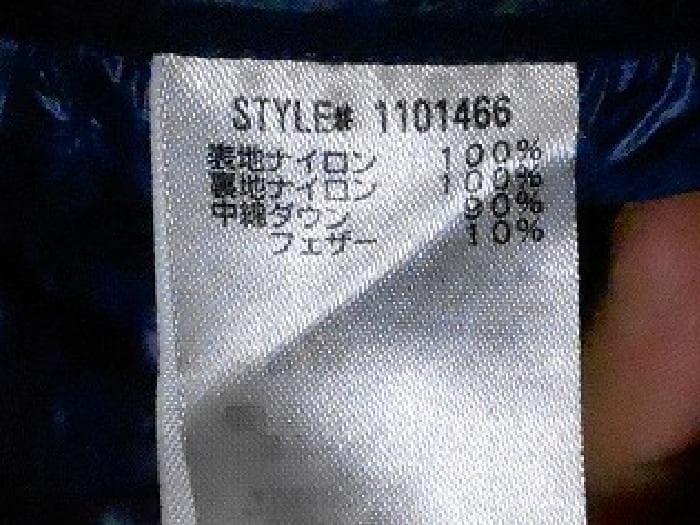 STYLE# 1101466
表地ナイロン 100%
裏地ナイロン 100%
中綿ダウン 90%
フェザー 10%